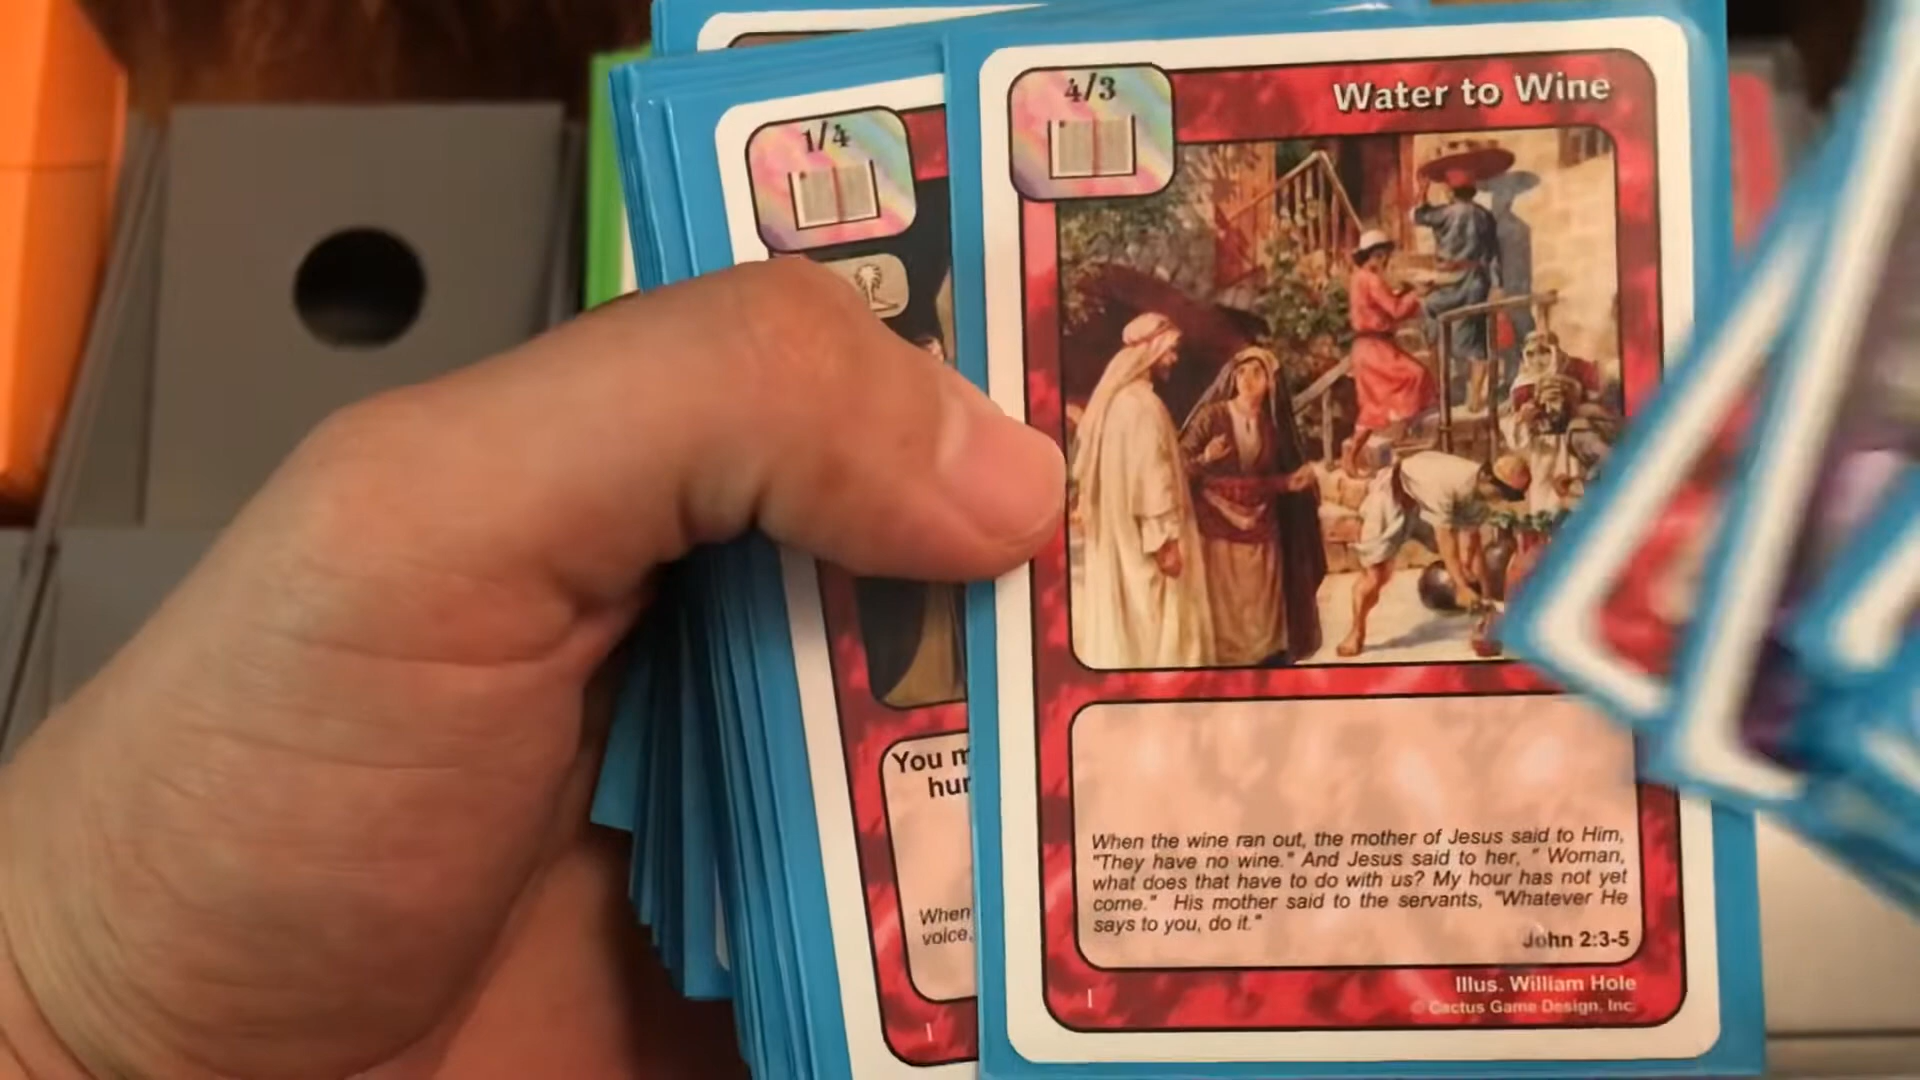 4/3
Water to Wine
When the wine ran out, the mother of Jesus said to Him,
"They have no wine." And Jesus said to her, " Woman,
what does that have to do with us? My hour has not yet
come." His mother said to the servants, "Whatever He
says to you, do it."
John 2:3-5
Illus. William Hole
© Cactus Game Design, Inc.
I
1/4
You
When
voice,
I